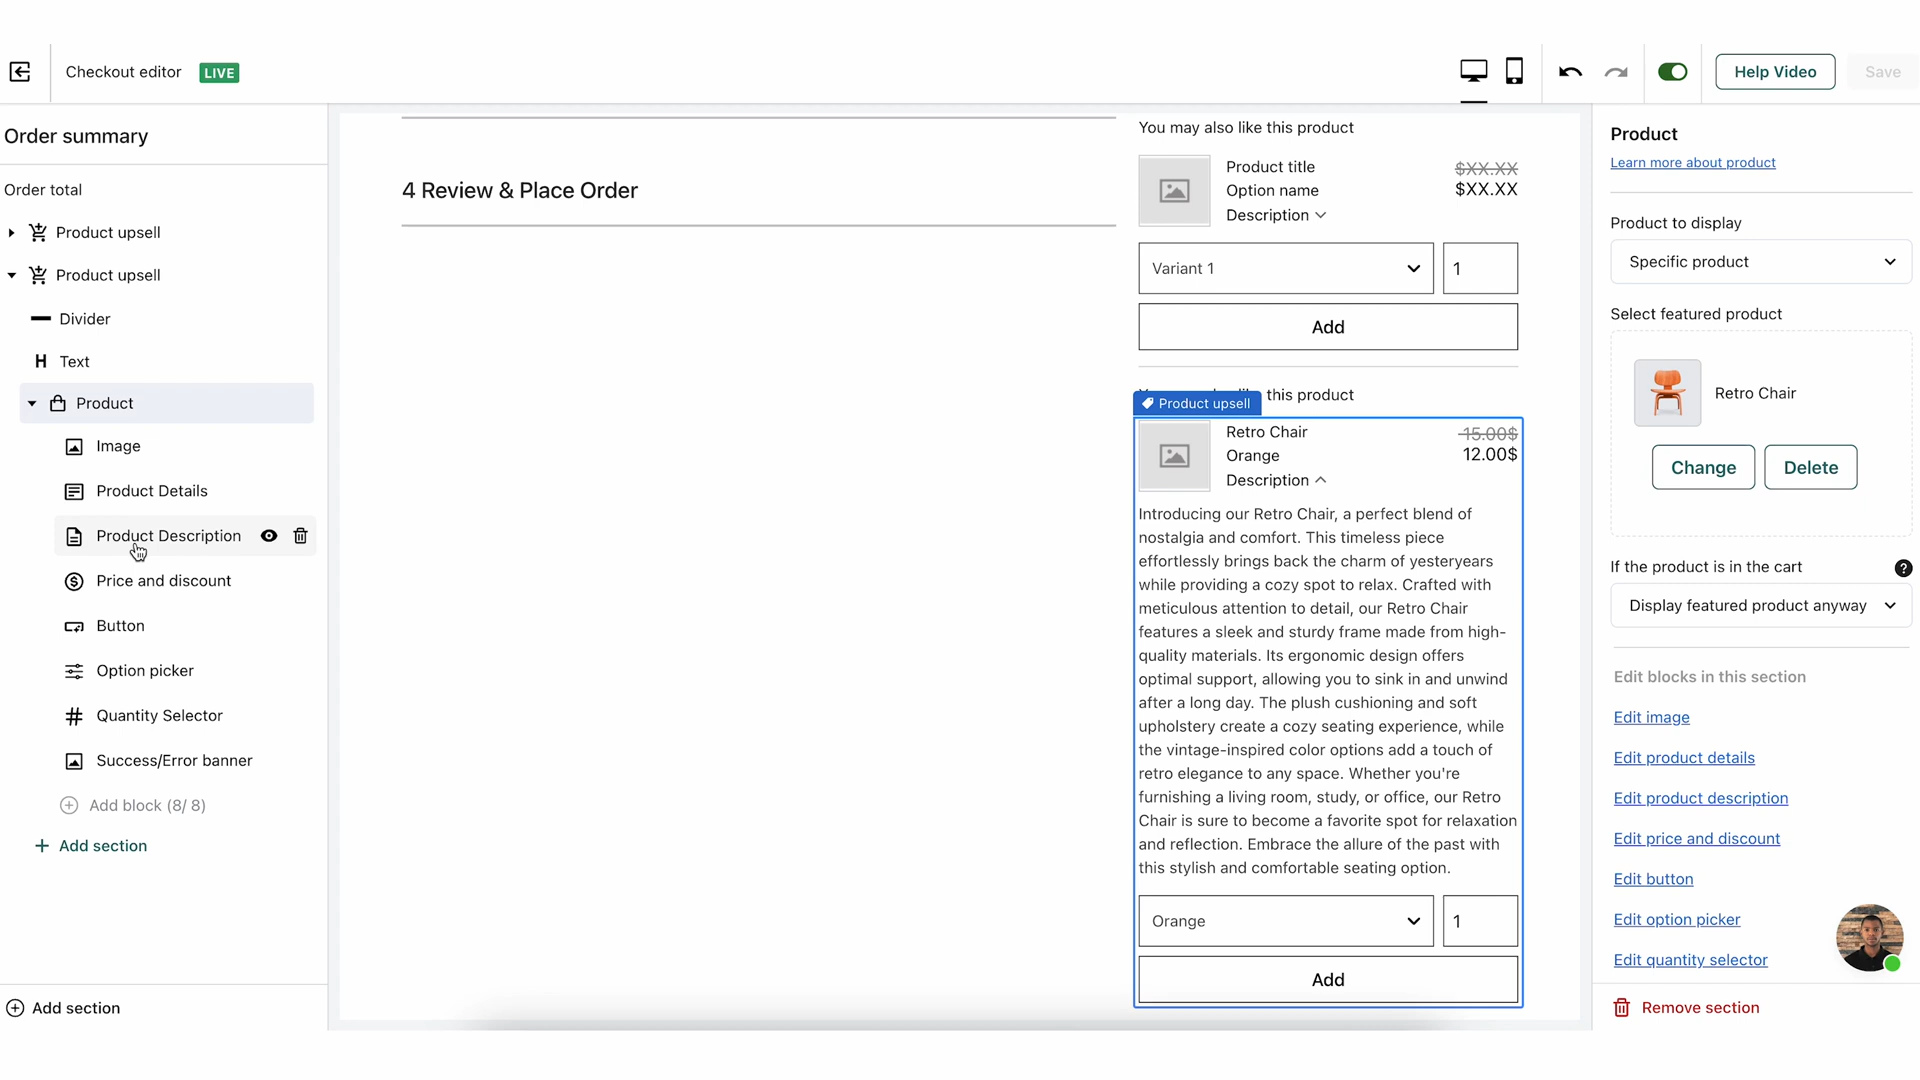 Checkout editor
LIVE
Help Video
Save
Order summary
Order total
Product upsell
Product upsell
Divider
Text
Product
Image
Product Details
Product Description
Price and discount
Button
Option picker
Quantity Selector
Success/Error banner
Add block (8/ 8)
Add section
Add section
4 Review & Place Order
You may also like this product
Product title
$XX.XX
Option name
$XX.XX
Description
Variant 1
1
Add
this product
Product upsell
Retro Chair
15.00$
Orange
12.00$
Description
Introducing our Retro Chair, a perfect blend of
nostalgia and comfort. This timeless piece
effortlessly brings back the charm of yesteryears
while providing a cozy spot to relax. Crafted with
meticulous attention to detail, our Retro Chair
features a sleek and sturdy frame made from high-
quality materials. Its ergonomic design offers
optimal support, allowing you to sink in and unwind
after a long day. The plush cushioning and soft
upholstery create a cozy seating experience, while
the vintage-inspired color options add a touch of
retro elegance to any space. Whether you're
furnishing a living room, study, or office, our Retro
Chair is sure to become a favorite spot for relaxation
and reflection. Embrace the allure of the past with
this stylish and comfortable seating option.
Orange
1
Add
Product
Learn more about product
Product to display
Specific product
Select featured product
Retro Chair
Change
Delete
If the product is in the cart
?
Display featured product anyway
Edit blocks in this section
Edit image
Edit product details
Edit product description
Edit price and discount
Edit button
Edit option picker
Edit quantity selector
Remove section